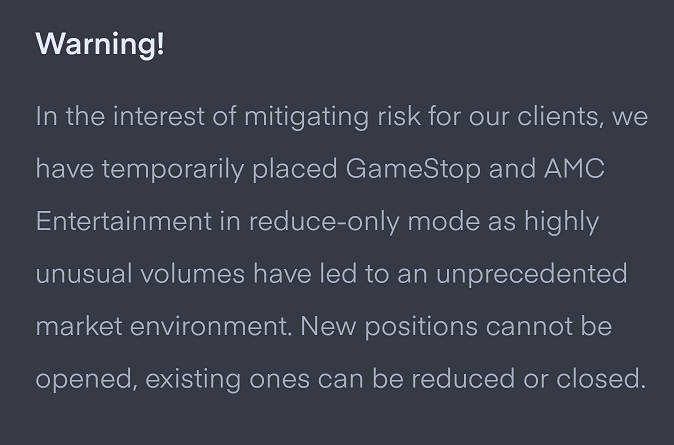 Warning!
In the interest of mitigating risk for our clients, we
have temporarily placed GameStop and AMC
Entertainment in reduce-only mode as highly
unusual volumes have led to an unprecedented
market environment. New positions cannot be
opened, existing ones can be reduced or closed.